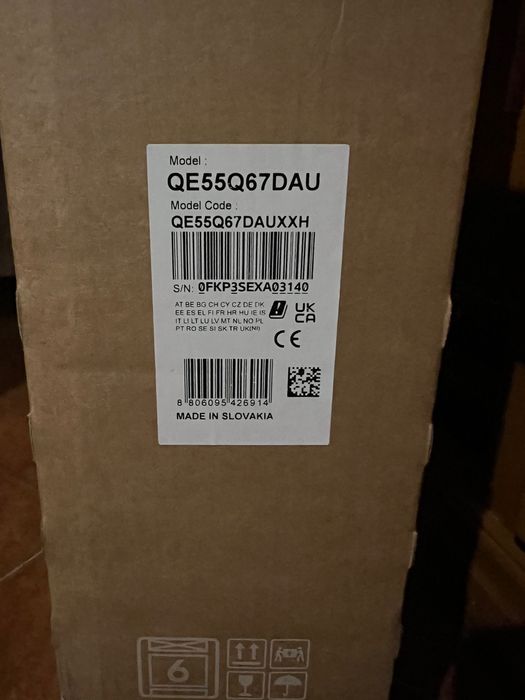 Model :
QE55Q67DAU
Model Code :
QE55Q67DAUXXH
S/N: 0FKP3SEXA03140
AT BE BG CH CY CZ DE DK
EE ES EL FI FR HR HU IE IS
IT LI LT LU LV MT NL NO PL
PT RO SE SI SK TR UK(NI)
UK
CA
CE
8 806095 426914
MADE IN SLOVAKIA
6